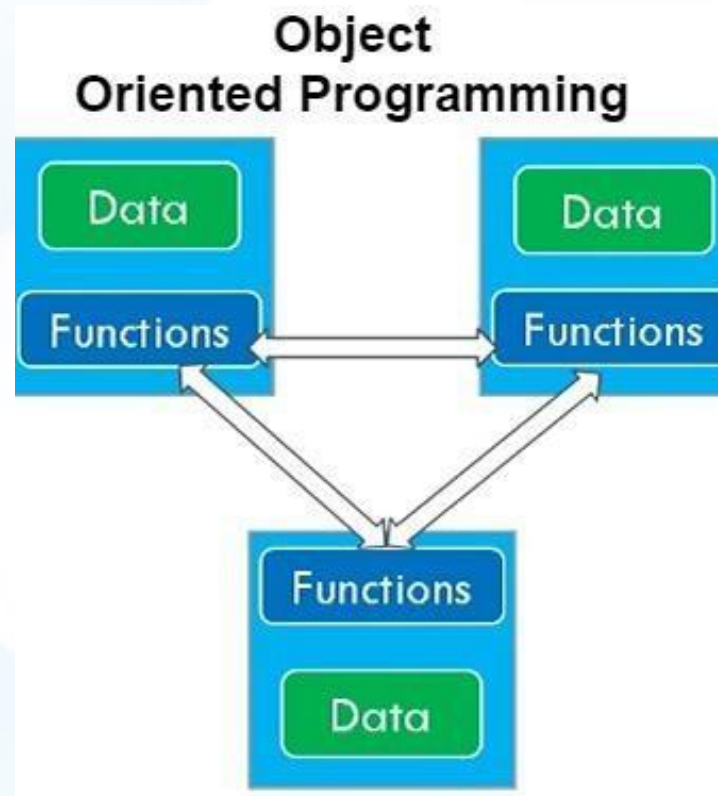 Object
Oriented Programming
Data
Data
Functions
Functions
Functions
Data